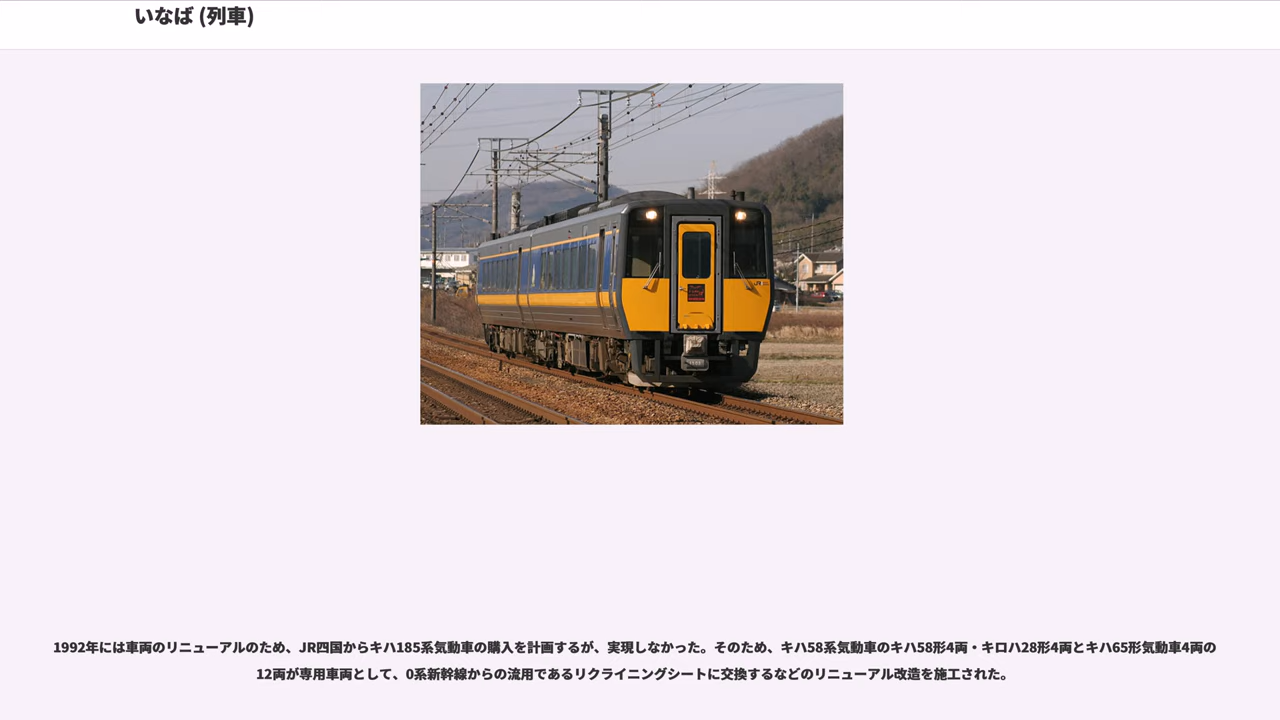 いなば (列車)
1992年には車両のリニューアルのため、JR四国からキハ185系気動車の購入を計画するが、実現しなかった。そのため、キハ58系気動車のキハ58形4両・キロハ28形4両とキハ65形気動車4両の
12両が専用車両として、0系新幹線からの流用であるリクライニングシートに交換するなどのリニューアル改造を施工された。